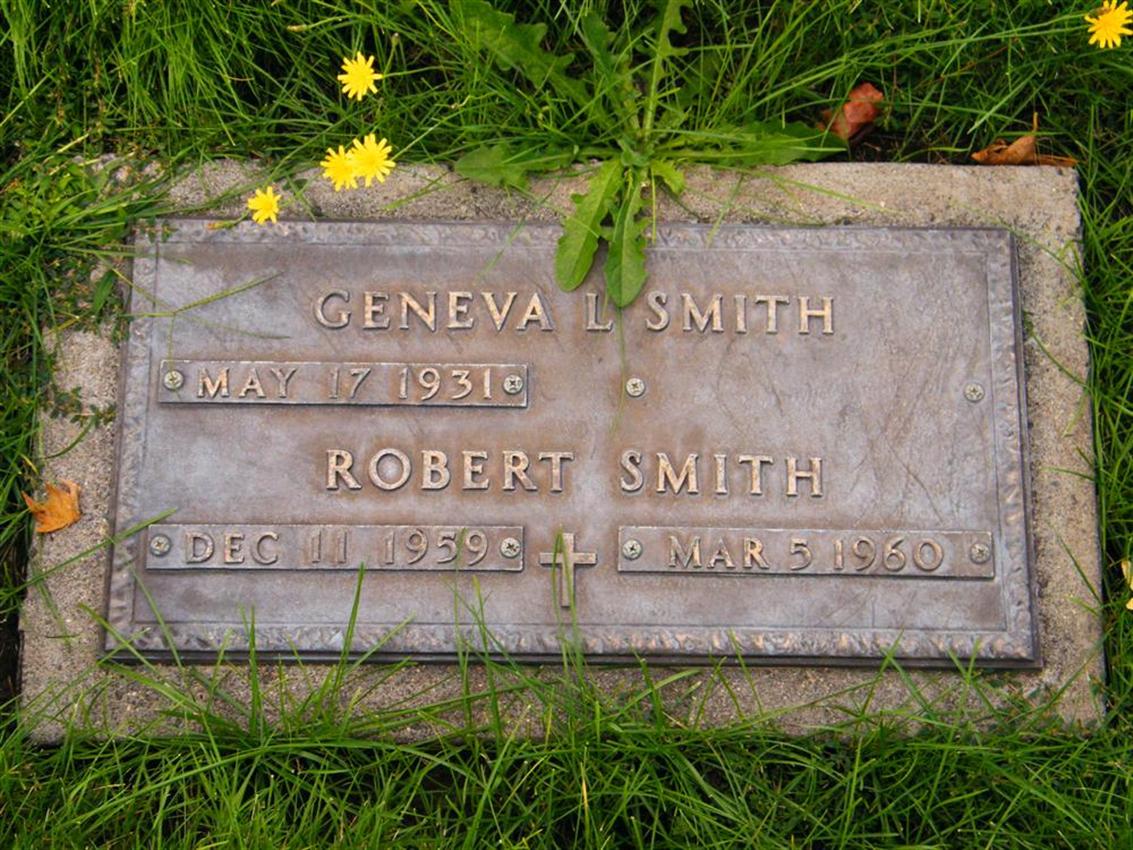 GENEVA L SMITH
MAY 17 1931
ROBERT SMITH
DEC 11 1959 MAR 5 1960